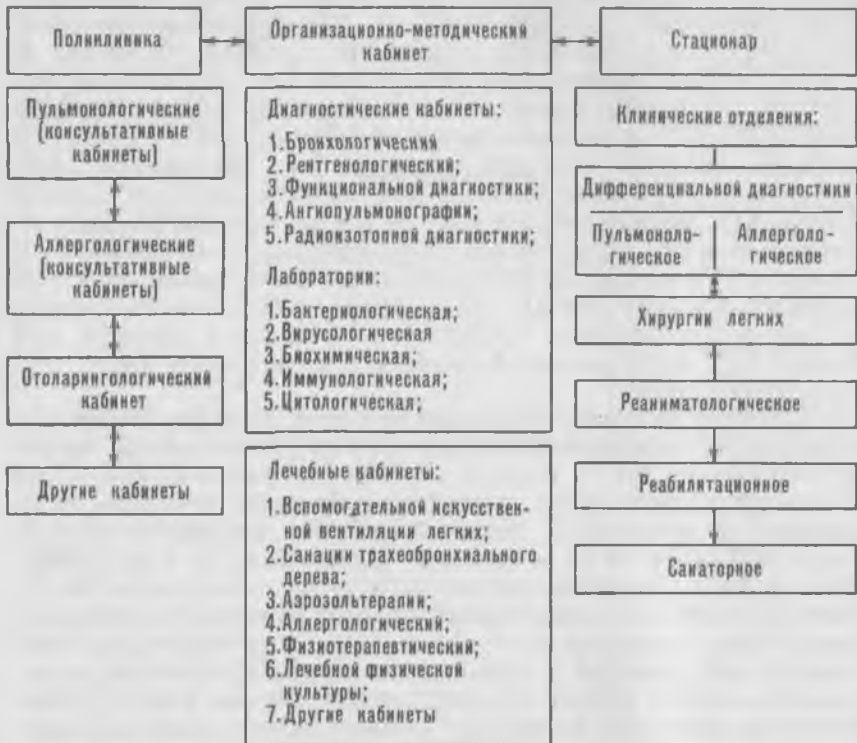 Поликлиника
Организационно-методический
кабинет
Стационар
Пульмонологические
(консультативные
кабинеты)
Аллергологические
(консультативные
кабинеты)
Отоларингологический
кабинет
Другие кабинеты
Диагностические кабинеты:
1.Бронхологический
2.Рентгенологический;
3.Функциональной диагностики;
4.Ангиопульмонографии;
5.Радиоизотопной диагностики;
Лаборатории:
1.Бактериологическая;
2.Вирусологическая
3.Биохимическая;
4.Иммунологическая;
5.Цитологическая;
Лечебные кабинеты:
1.Вспомогательной искусствен-
ной вентиляции легких;
2.Санации трахеобронхиального
дерева;
3.Аэрозольтерапии;
4.Аллергологический;
5.Физиотерапевтический;
6.Лечебной физической
культуры;
7.Другие кабинеты
Клинические отделения:
Дифференциальной диагностики
Пульмоноло-
гическое
Аллерголо-
гическое
Хирургии легких
Реаниматологическое
Реабилитационное
Санаторное